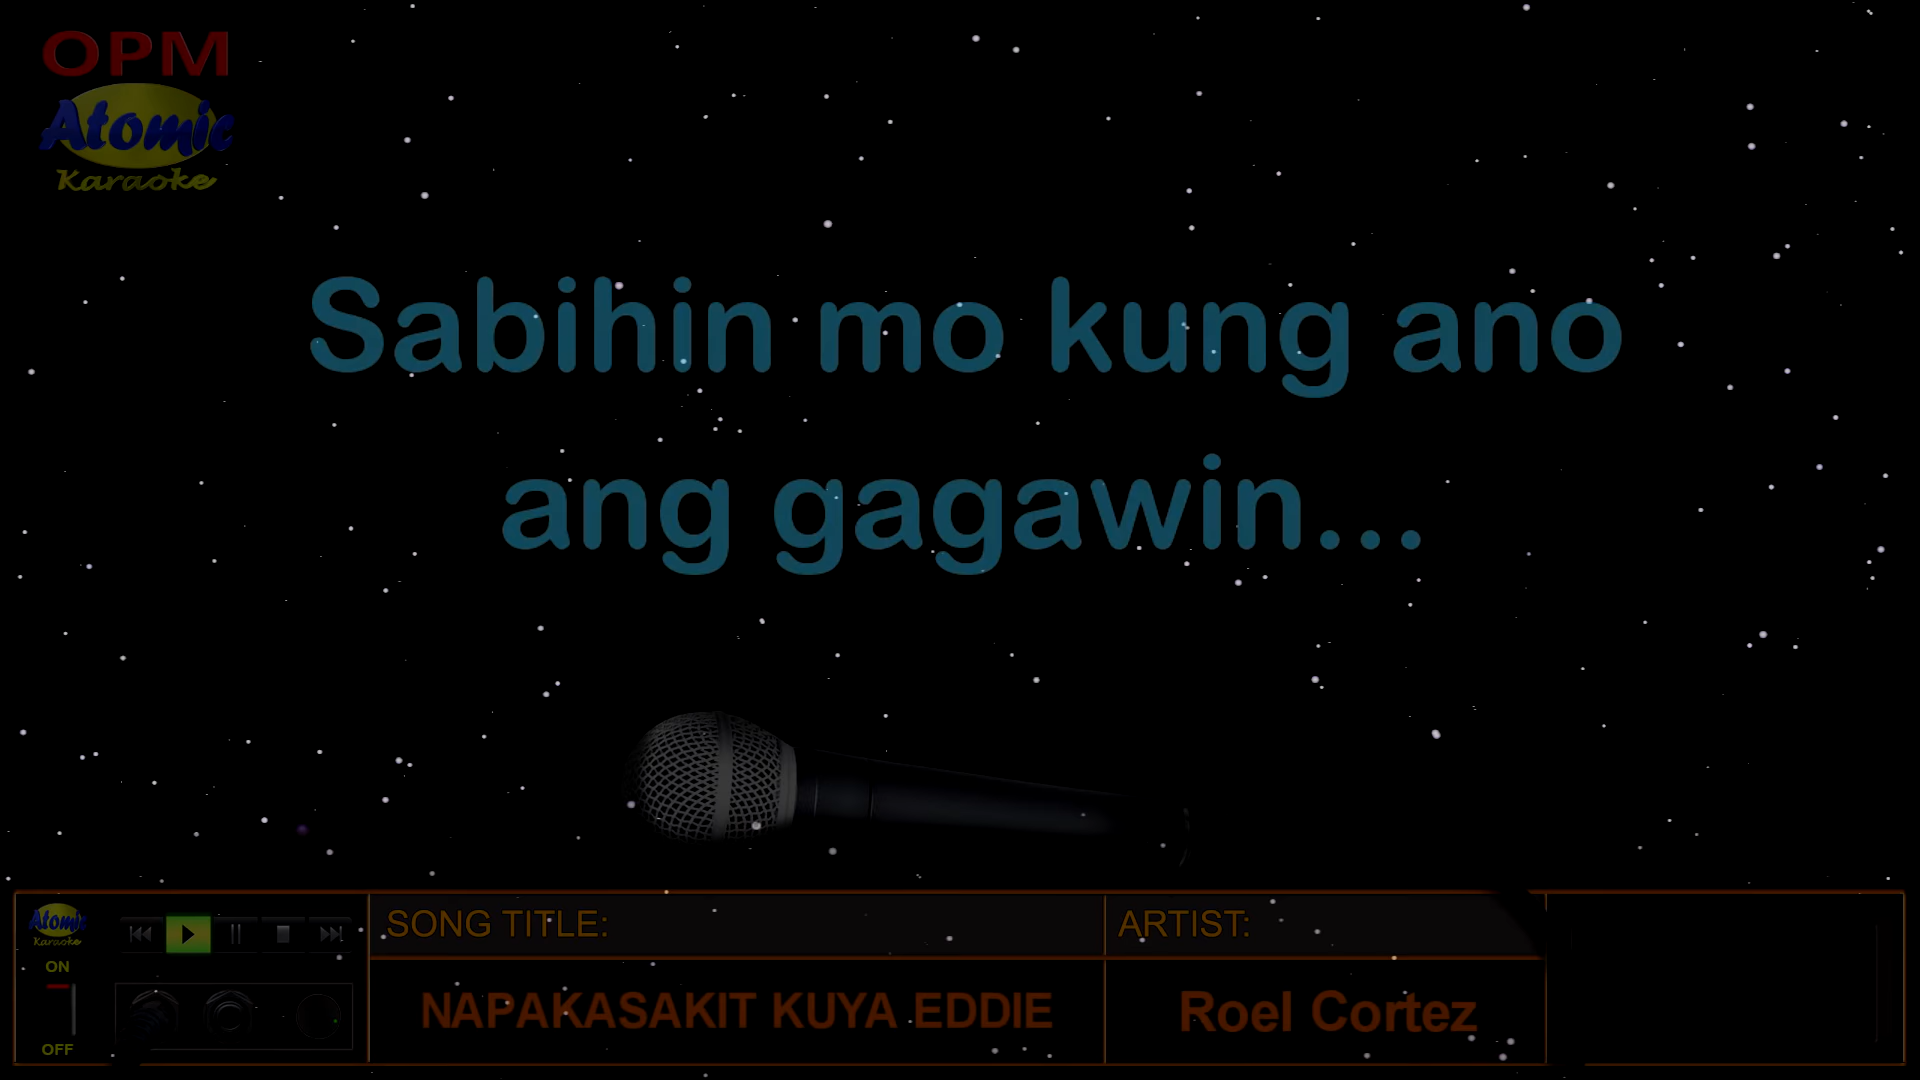 OPM
Atomic
Karaoke
Sabihin mo kung ano
ang gagawin...
Atomic
Karaoke
ON
OFF
SONG TITLE:
ARTIST:
NAPAKASAKIT KUYA EDDIE
Roel Cortez